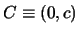 C ≡ (0, c)